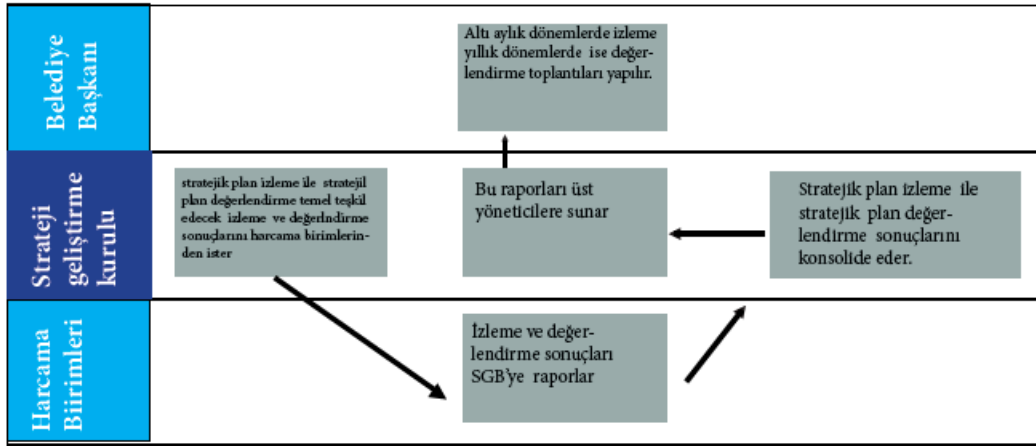 Belediye
Başkanı
Altı aylık dönemlerde izleme
yıllık dönemlerde ise değer-
lendirme toplantıları yapılır.
Strateji
geliştirme
kurulu
stratejik plan izleme ile stratejil
plan değerlendirme temel teşkil
edecek izleme ve değerlndirme
sonuçlarını harcama birimlerin-
den ister
Bu raporları üst
yöneticilere sunar
Stratejik plan izleme ile
stratejik plan değer-
lendirme sonuçlarını
konsolide eder.
Harcama
Biirimleri
İzleme ve değer-
lendirme sonuçları
SGB'ye raporlar